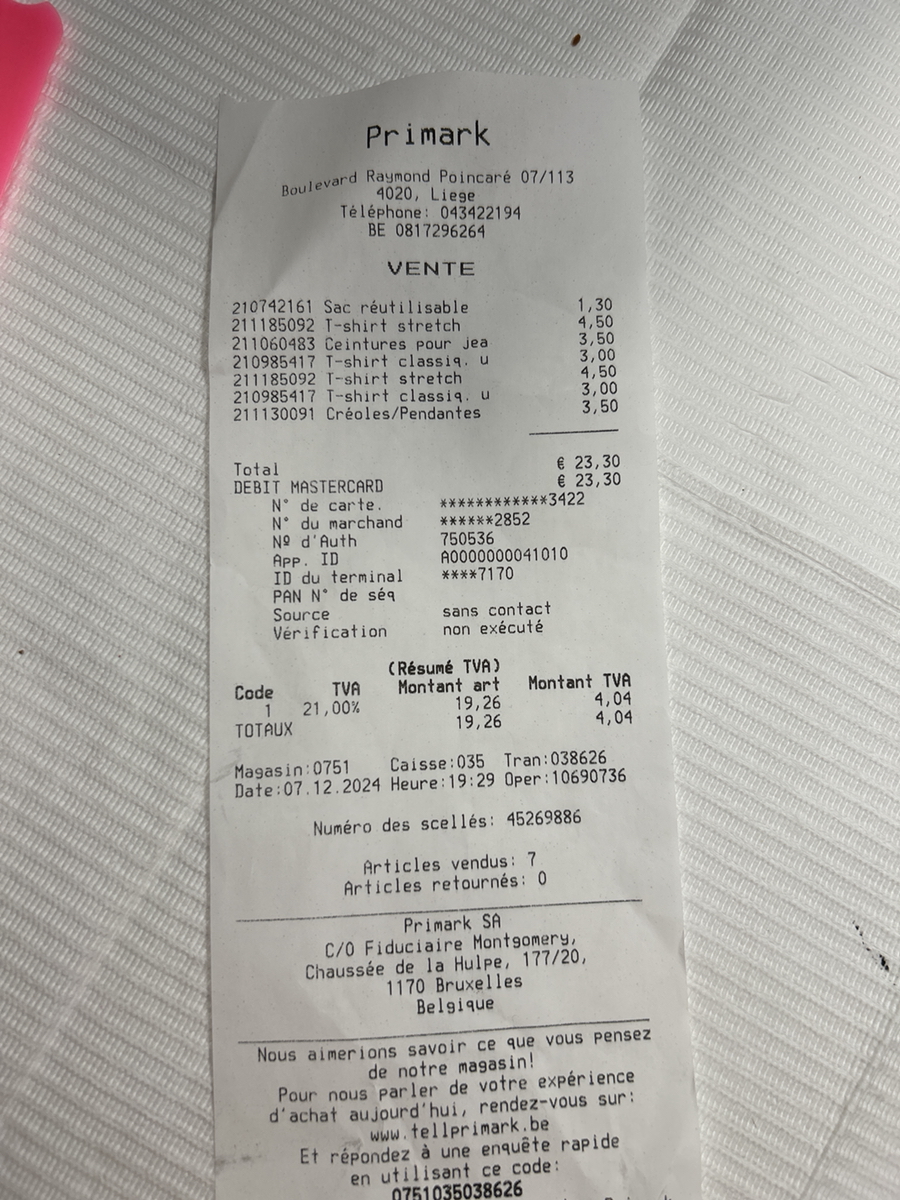 Primark
Boulevard Raymond Poincaré 07/113
4020, Liege
Téléphone: 043422194
BE 0817296264
VENTE
210742161 Sac réutilisable 1,30
211185092 T-shirt stretch 4,50
211060483 Ceintures pour jea 3,50
210985417 T-shirt classiq. u 3,00
211185092 T-shirt stretch 4,50
210985417 T-shirt classiq. u 3,00
211130091 Créoles/Pendantes 3,50
Total € 23,30
DEBIT MASTERCARD € 23,30
N° de carte. ************3422
N° du marchand ******2852
Nº d'Auth 750536
App. ID A0000000041010
ID du terminal ****7170
PAN N° de séq
Source sans contact
Vérification non exécuté
(Résumé TVA)
Code TVA Montant art Montant TVA
1 21,00% 19,26 4,04
TOTAUX 19,26 4,04
Magasin:0751 Caisse:035 Tran:038626
Date:07.12.2024 Heure:19:29 Oper:10690736
Numéro des scellés: 45269886
Articles vendus: 7
Articles retournés: 0
Primark SA
C/O Fiduciaire Montgomery,
Chaussée de la Hulpe, 177/20,
1170 Bruxelles
Belgique
Nous aimerions savoir ce que vous pensez
de notre magasin!
Pour nous parler de votre expérience
d'achat aujourd'hui, rendez-vous sur:
www.tellprimark.be
Et répondez à une enquête rapide
en utilisant ce code:
0751035038626